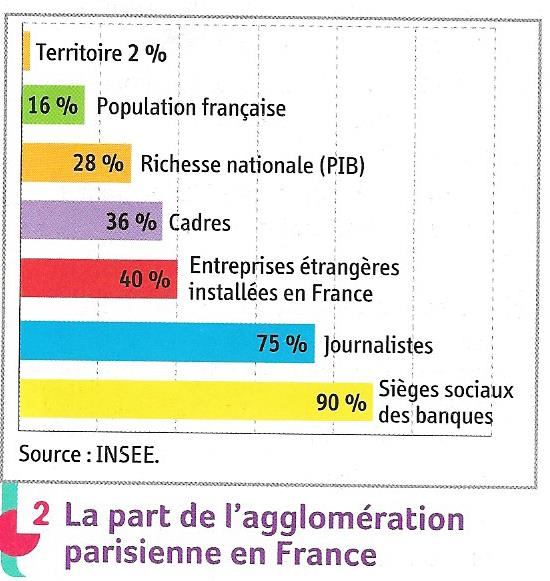 Territoire 2 %
16 % Population française
28 % Richesse nationale (PIB)
36 % Cadres
40 % Entreprises étrangères
installées en France
75 % Journalistes
90 % Sièges sociaux
des banques
Source : INSEE.
2 La part de l'agglomération
parisienne en France